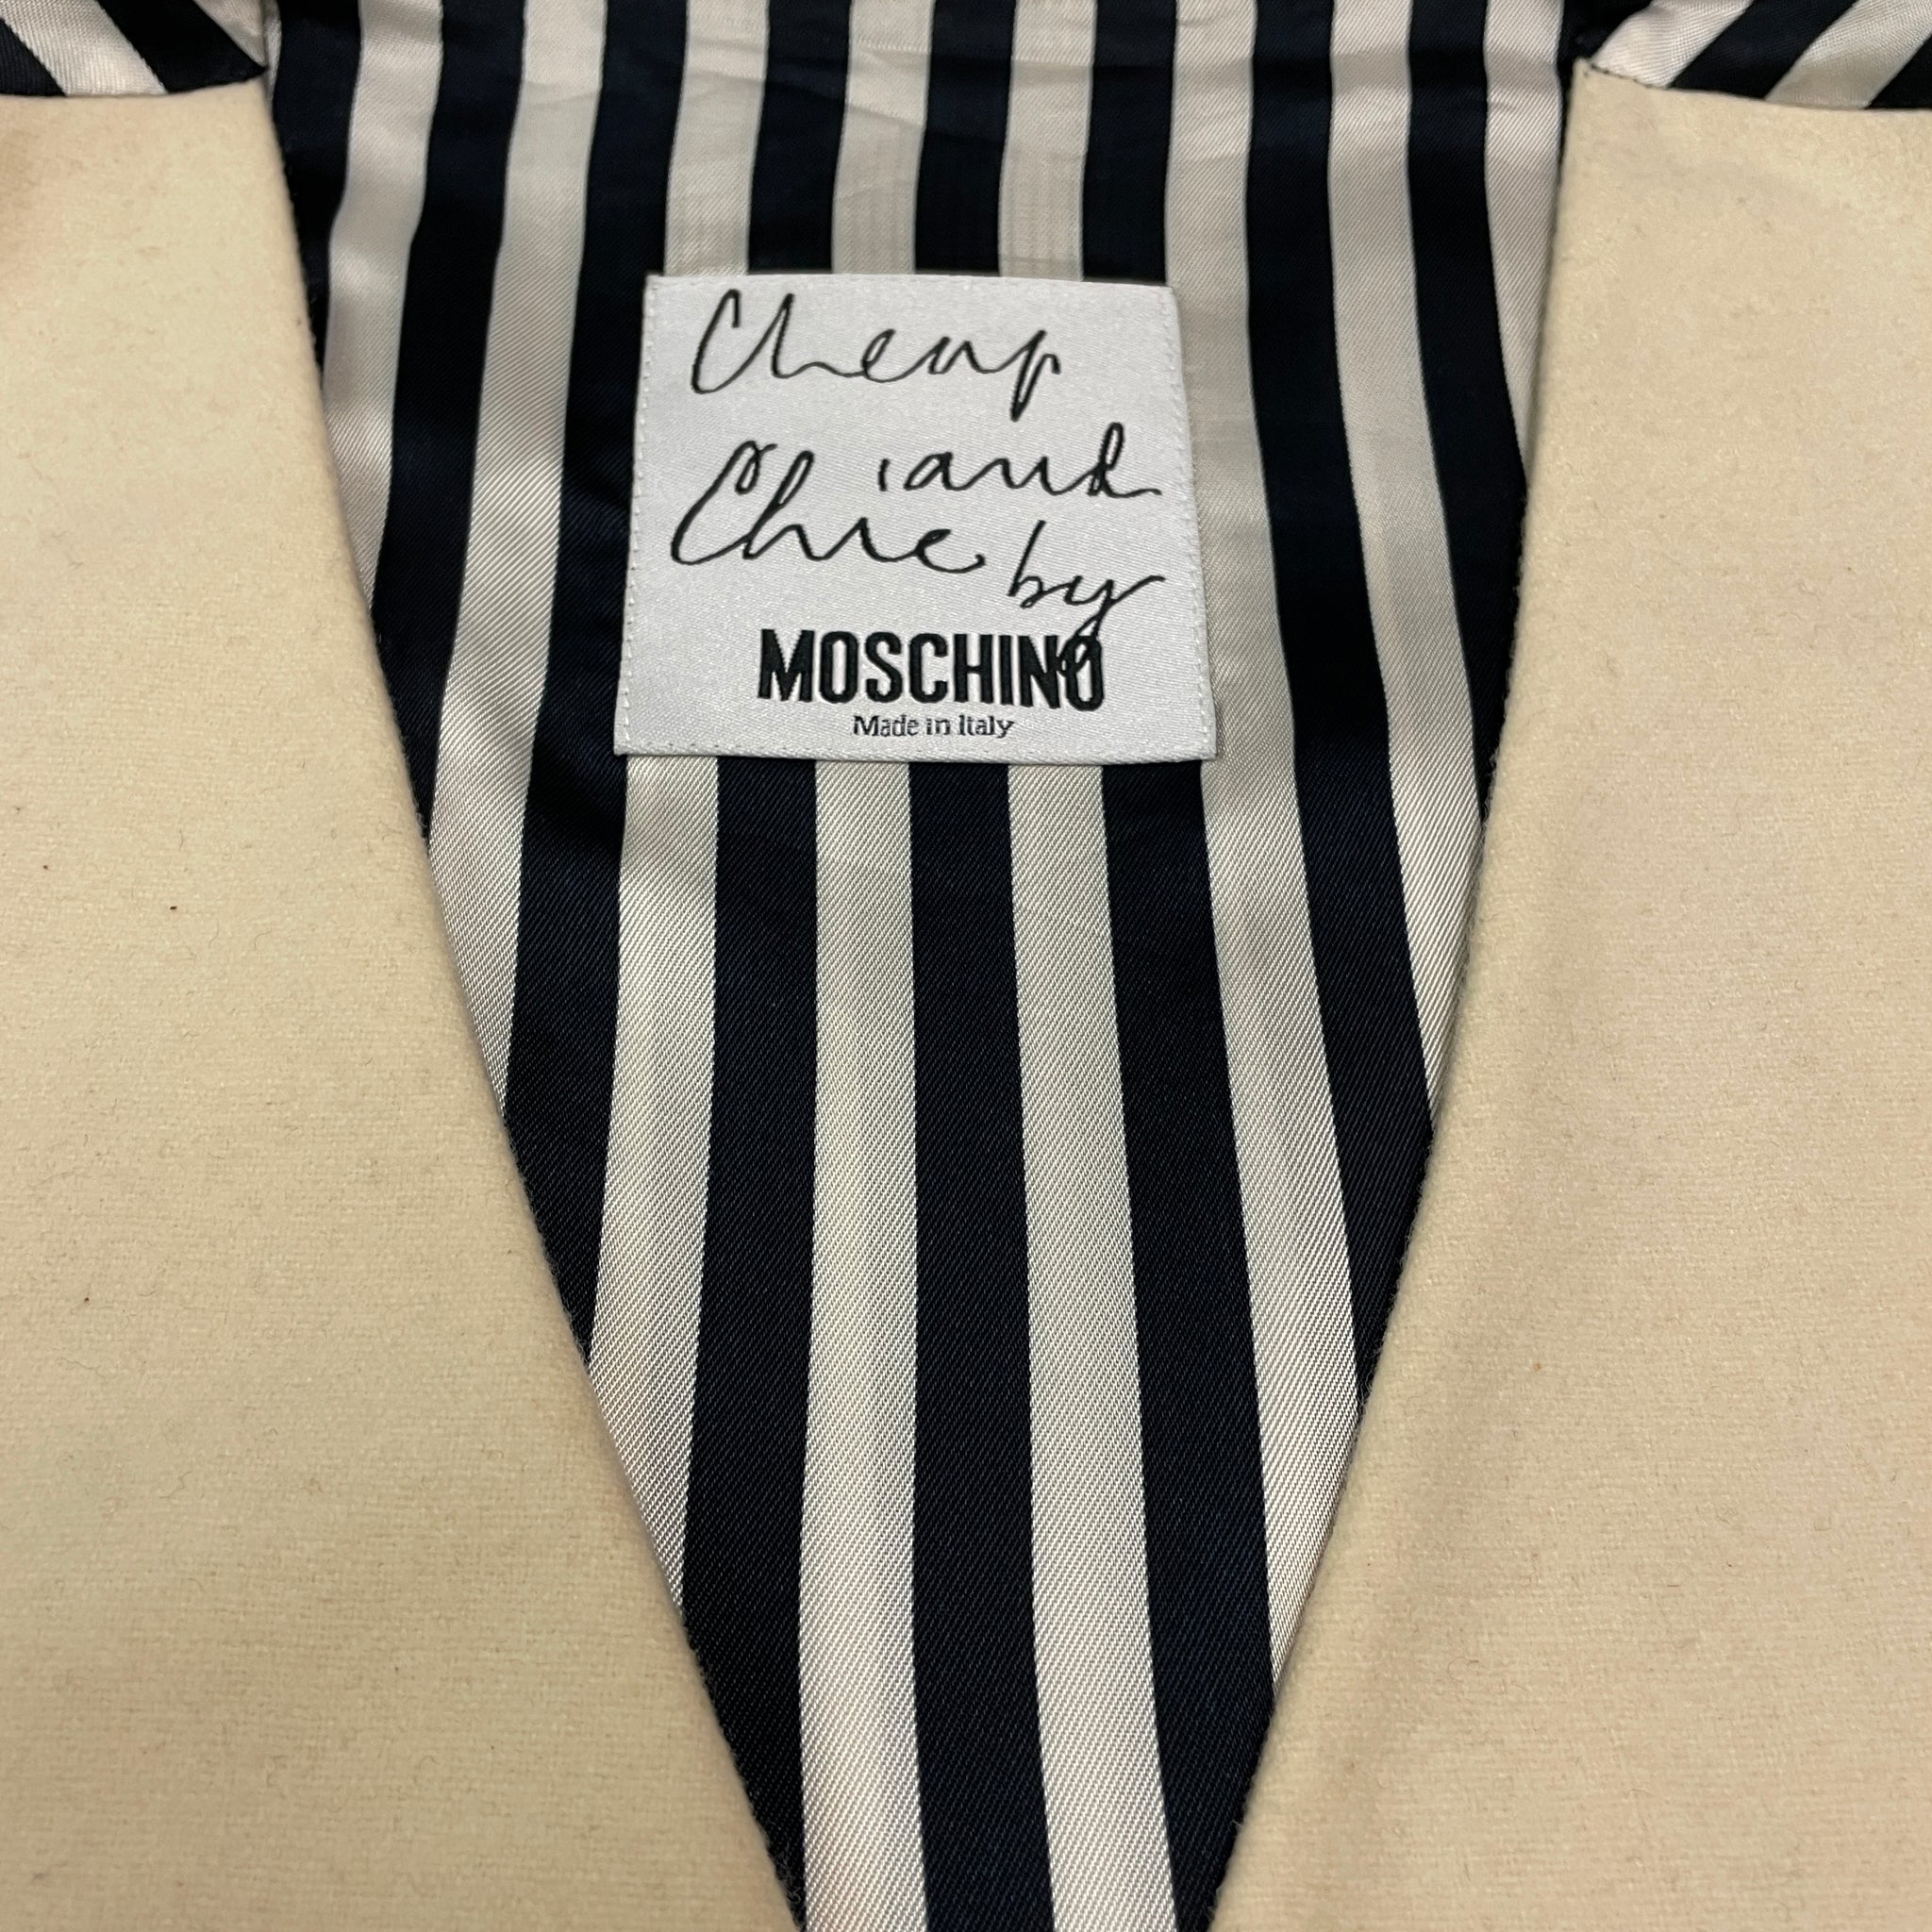 Cheap
and
Chic by
MOSCHINO
Made in Italy